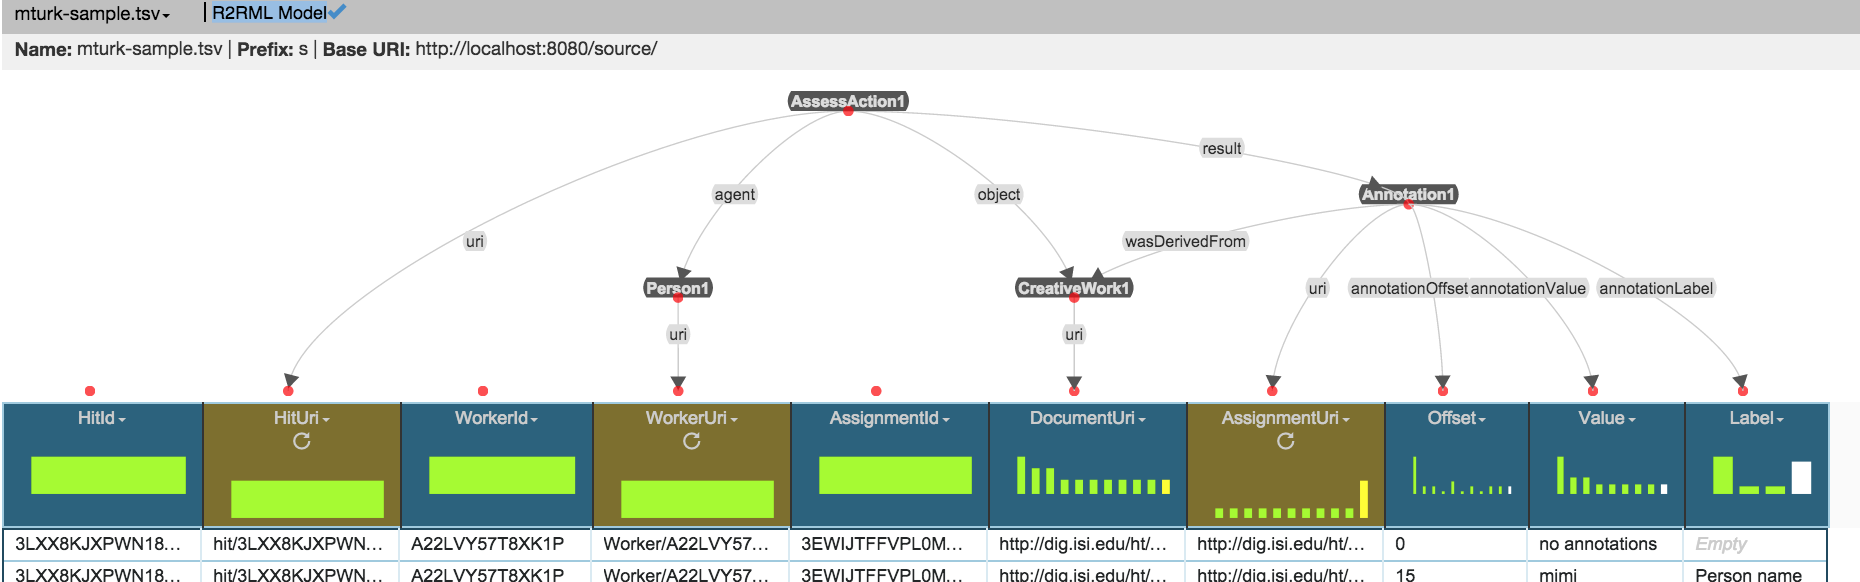 mturk-sample.tsv R2RML Model
Name: mturk-sample.tsv | Prefix: s | Base URI: http://localhost:8080/source/
AssessAction1
result
agent object Annotation1
uri wasDerivedFrom
Person1 CreativeWork1 uri annotationOffset annotationValue annotationLabel
uri uri
HitId HitUri WorkerId WorkerUri AssignmentId DocumentUri AssignmentUri Offset Value Label
3LXX8KJXPWN18... hit/3LXX8KJXPWN... A22LVY57T8XK1P Worker/A22LVY57... 3EWIJTFFVPL0M... http://dig.isi.edu/ht/... http://dig.isi.edu/ht/... 0 no annotations Empty
3LXX8KJXPWN18... hit/3LXX8KJXPWN... A22LVY57T8XK1P Worker/A22LVY57... 3EWIJTFFVPL0M... http://dig.isi.edu/ht/... http://dig.isi.edu/ht/... 15 mimi Person name